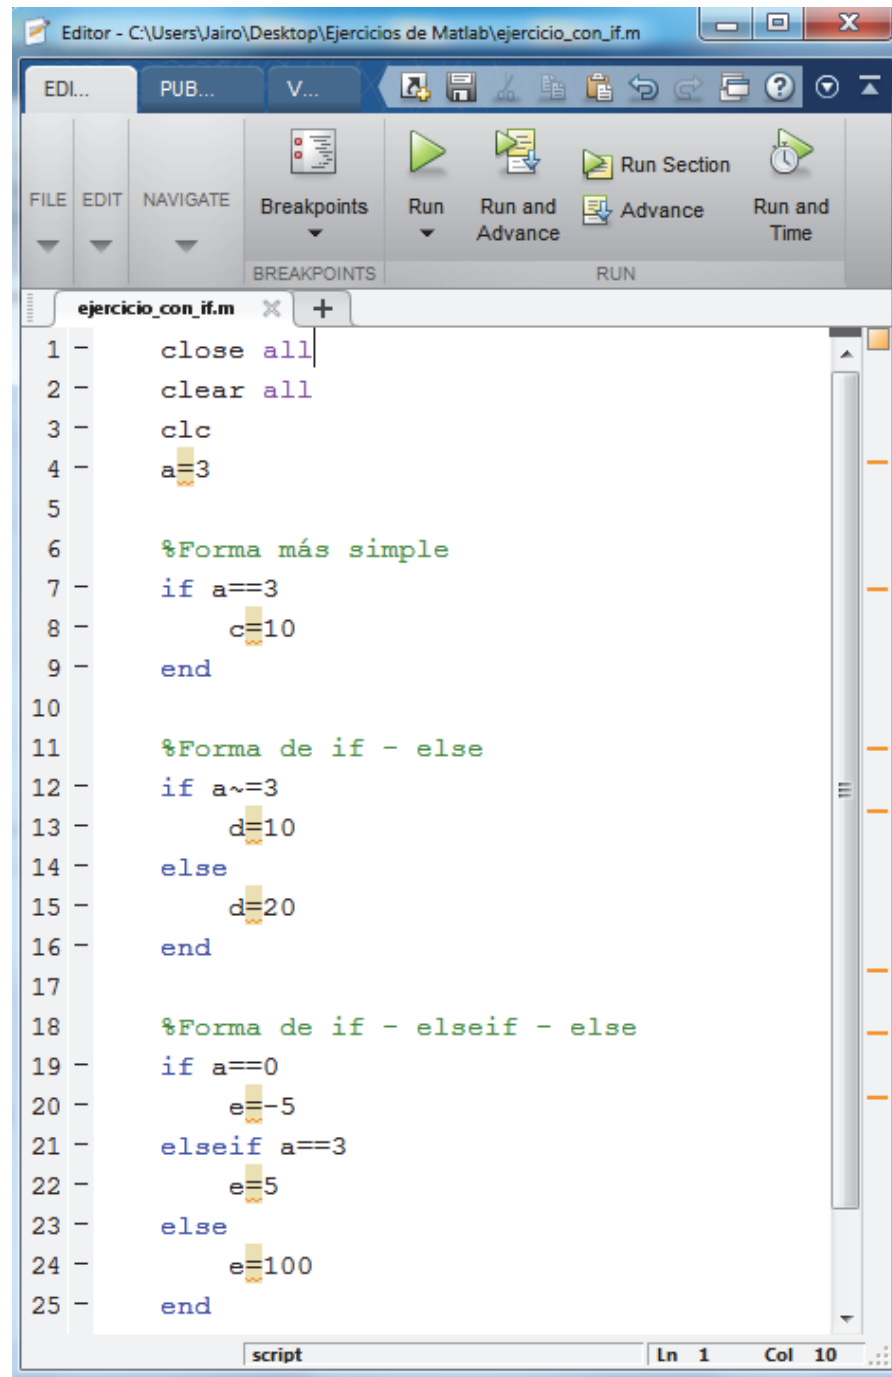 Editor - C:\Users\Jairo\Desktop\Ejercicios de Matlab\ejercicio_con_if.m
EDI... PUB... V...
FILE EDIT NAVIGATE Breakpoints Run Run and Advance Run Section Advance Run and Time
BREAKPOINTS RUN
ejercicio_con_if.m
1 - close all
2 - clear all
3 - clc
4 - a=3
5
6 %Forma más simple
7 - if a==3
8 - c=10
9 - end
10
11 %Forma de if - else
12 - if a~=3
13 - d=10
14 - else
15 - d=20
16 - end
17
18 %Forma de if - elseif - else
19 - if a==0
20 - e=-5
21 - elseif a==3
22 - e=5
23 - else
24 - e=100
25 - end
script Ln 1 Col 10